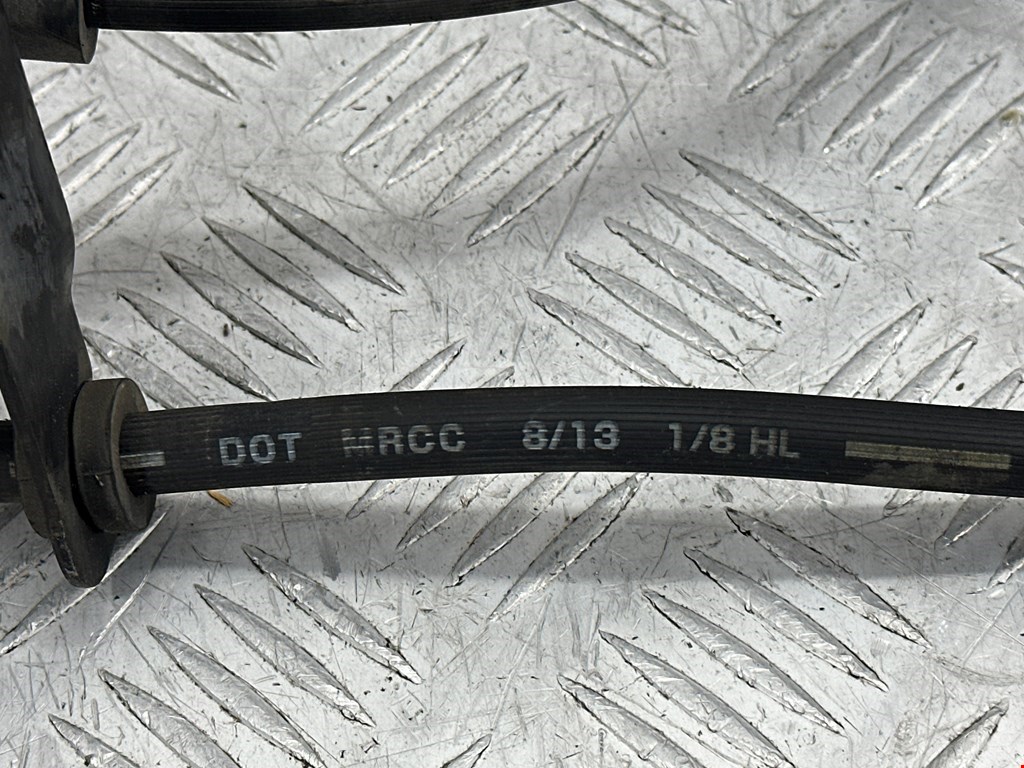 DOT MRCC 8/13 1/8 HL